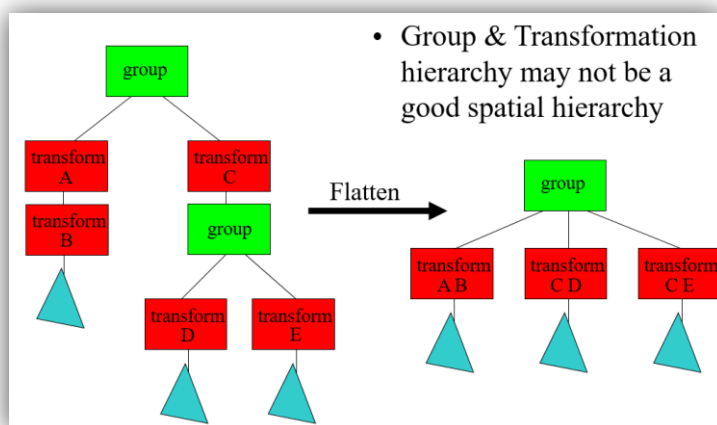 • Group & Transformation
hierarchy may not be a
good spatial hierarchy
group
transform
A
transform
C
transform
B
group
transform
D
transform
E
Flatten
group
transform
A B
transform
C D
transform
C E